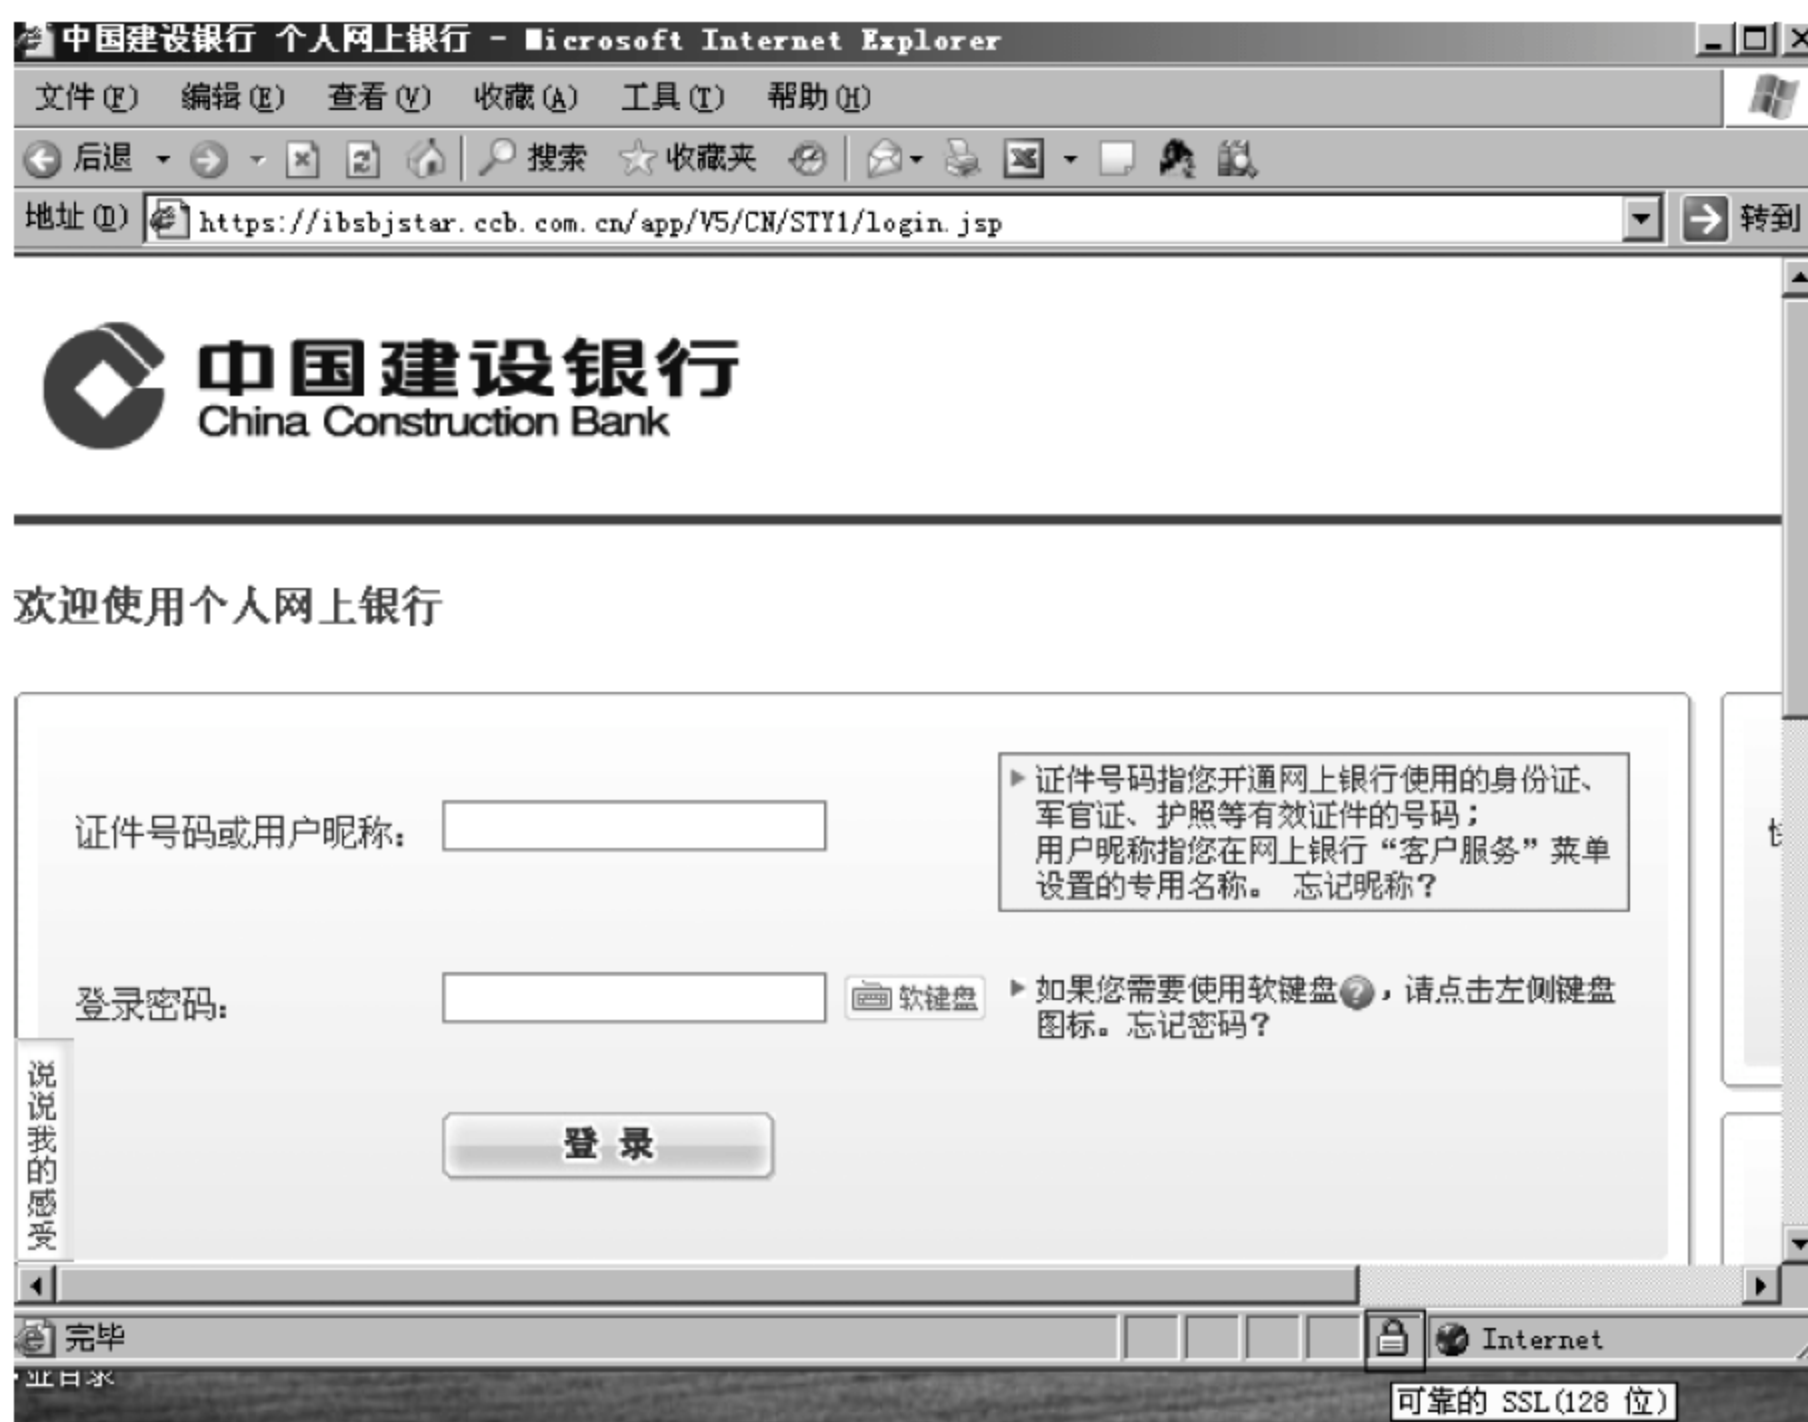 中国建设银行 个人网上银行 - Microsoft Internet Explorer
文件(F) 编辑(E) 查看(V) 收藏(A) 工具(T) 帮助(H)
后退 搜索 收藏夹
地址(D) https://ibsbjstar.ccb.com.cn/app/V5/CN/STY1/login.jsp 转到
中国建设银行
China Construction Bank
欢迎使用个人网上银行
证件号码指您开通网上银行使用的身份证、
军官证、护照等有效证件的号码;
用户昵称指您在网上银行“客户服务”菜单
设置的专用名称。 忘记昵称?
证件号码或用户昵称:
登录密码:
软键盘
如果您需要使用软键盘?,请点击左侧键盘
图标。忘记密码?
登 录
说说我的感受
完毕 Internet
业目录
可靠的 SSL(128 位)